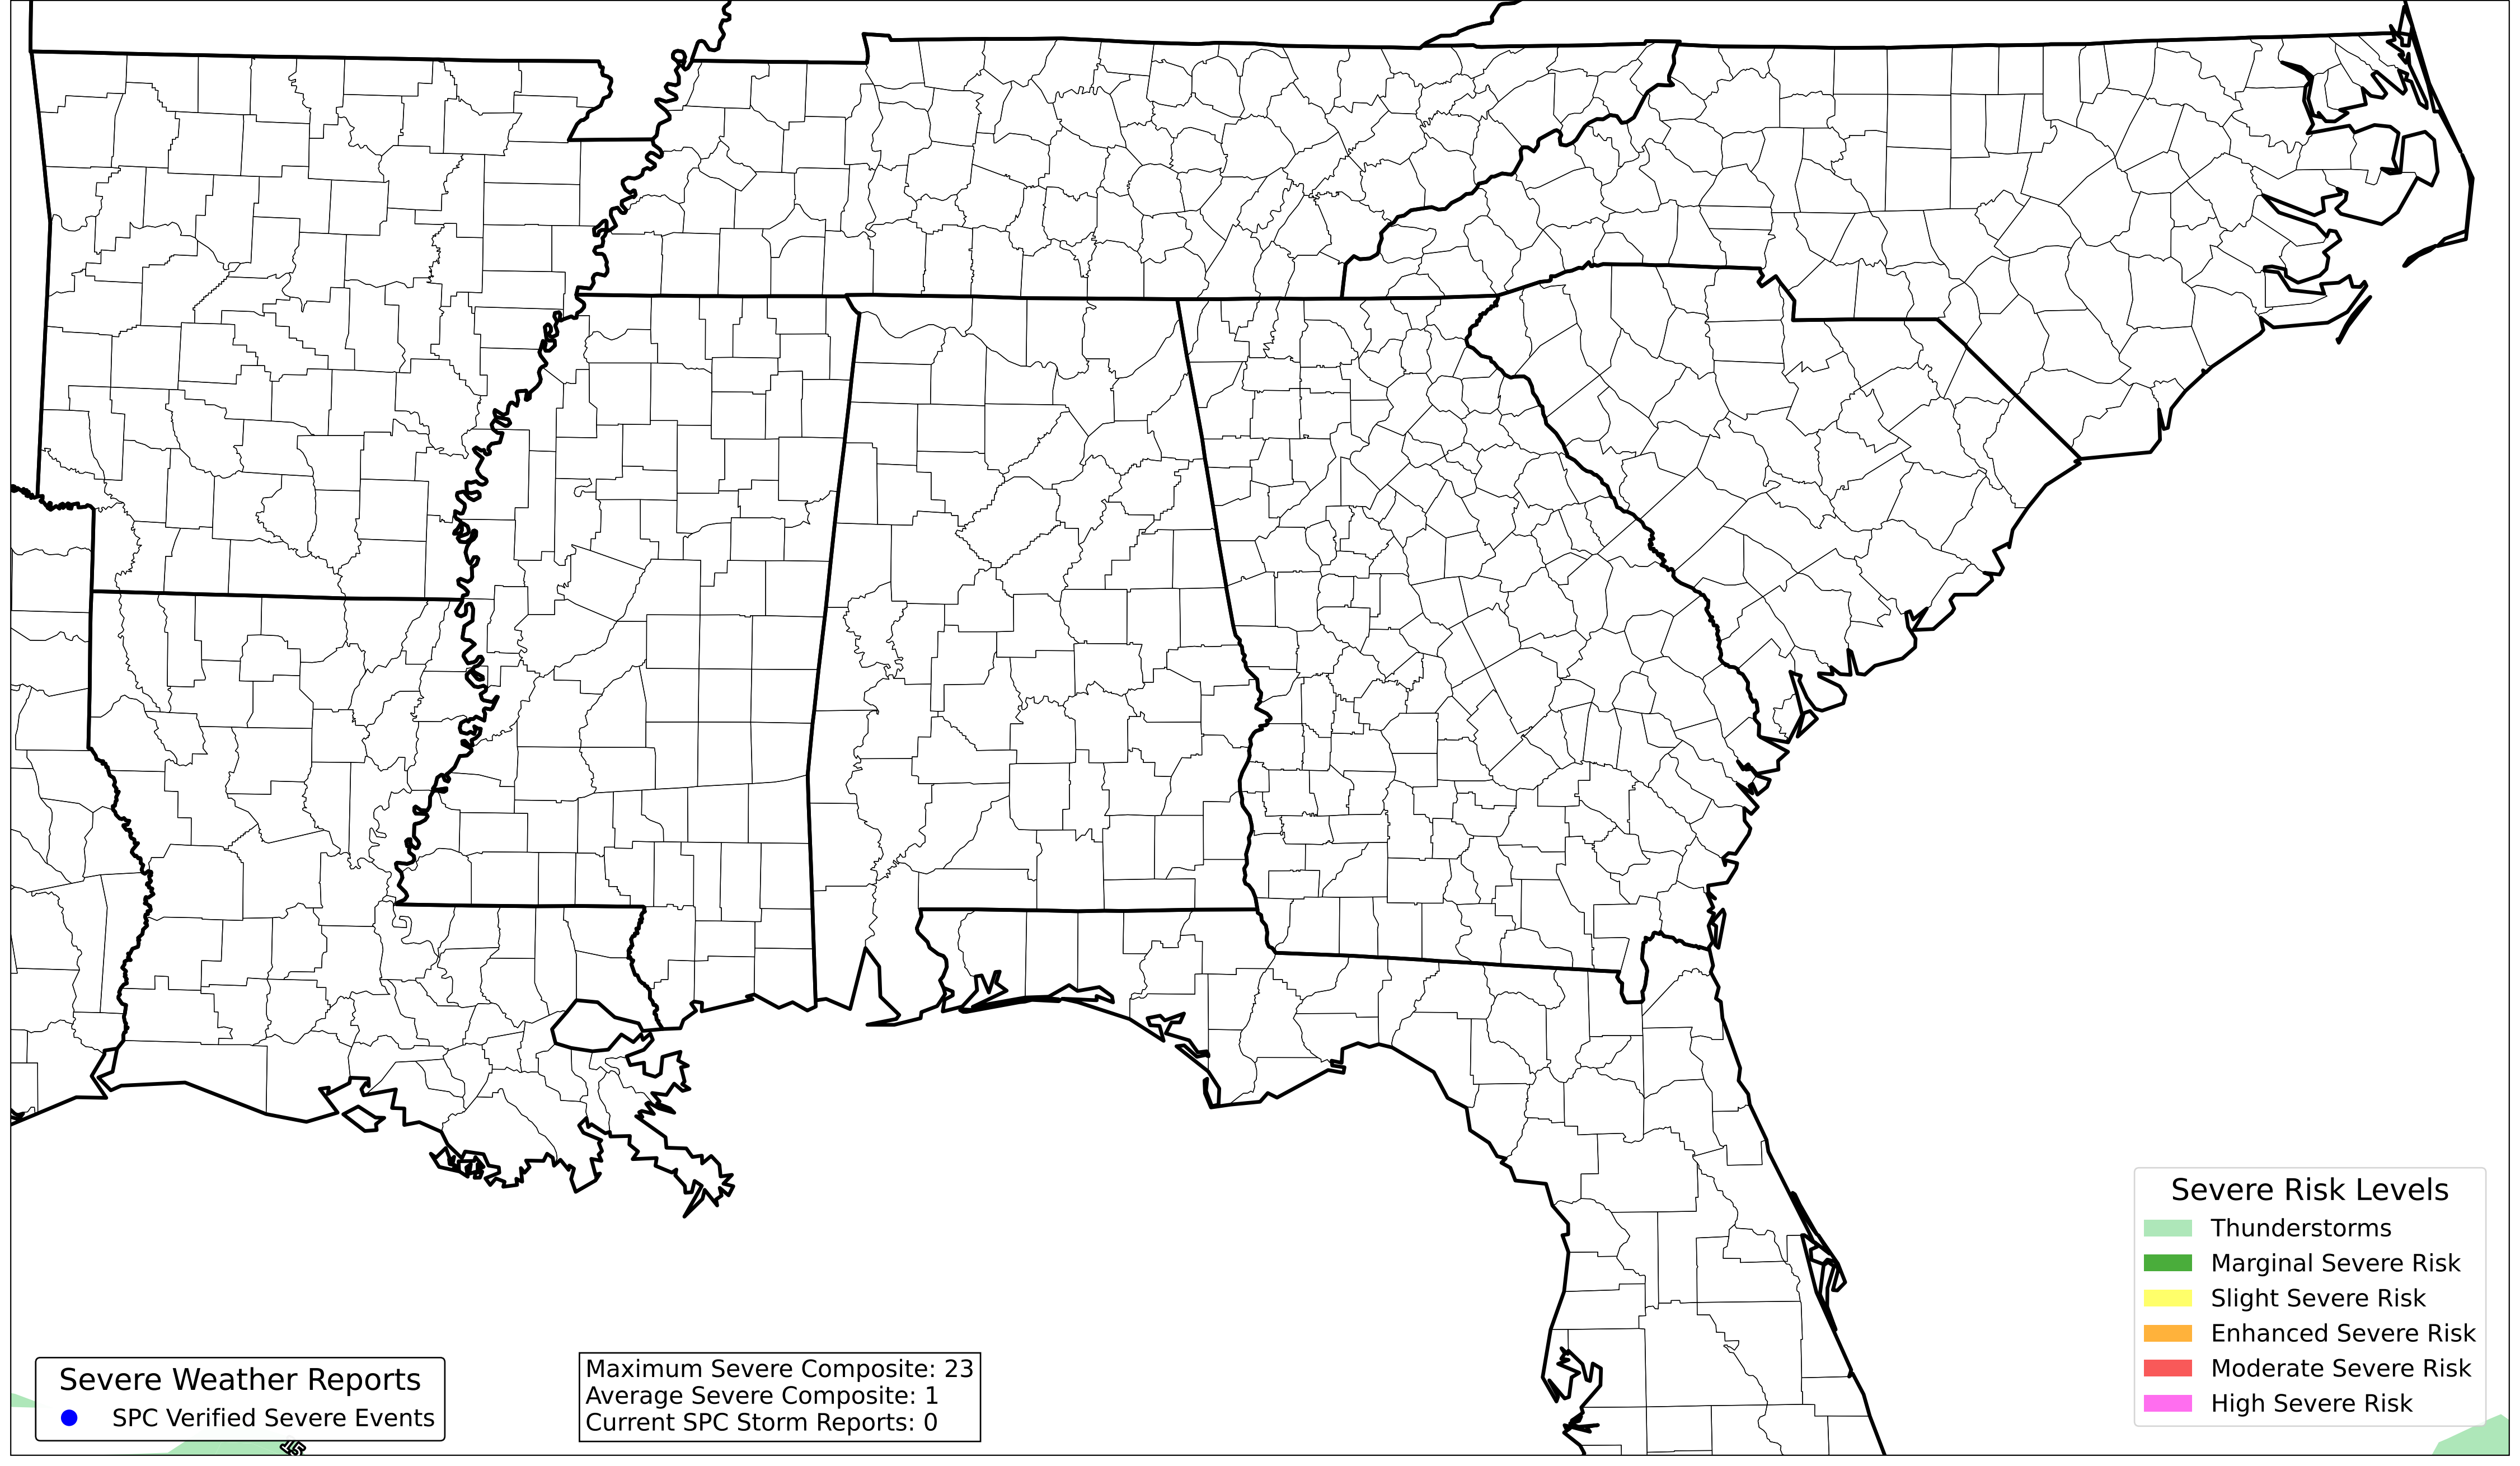 Severe Risk Levels
Thunderstorms
Marginal Severe Risk
Slight Severe Risk
Enhanced Severe Risk
Moderate Severe Risk
High Severe Risk
Severe Weather Reports
SPC Verified Severe Events
Maximum Severe Composite: 23
Average Severe Composite: 1
Current SPC Storm Reports: 0